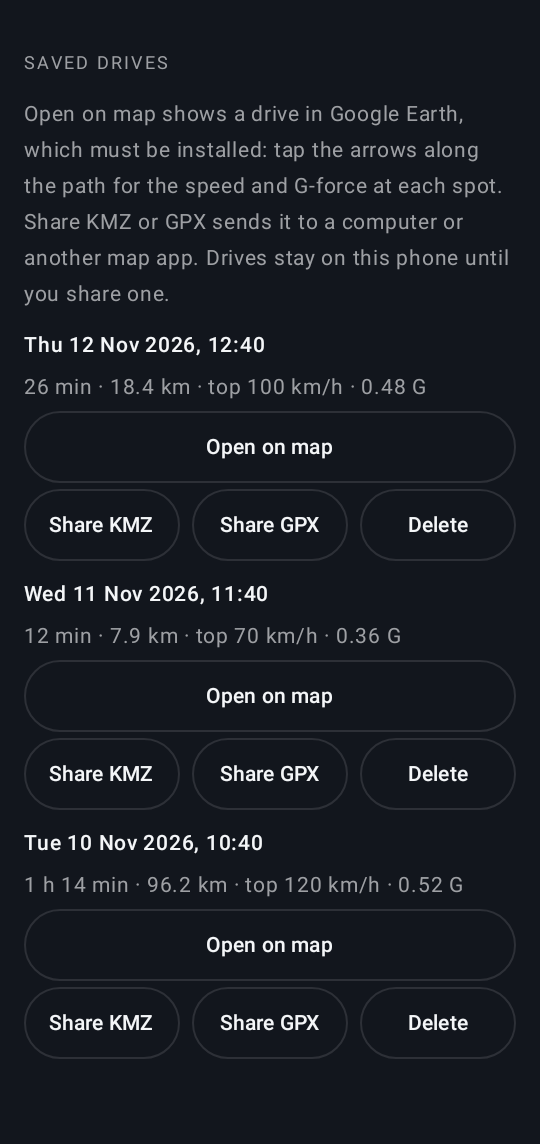 SAVED DRIVES
Open on map shows a drive in Google Earth,
which must be installed: tap the arrows along
the path for the speed and G-force at each spot.
Share KMZ or GPX sends it to a computer or
another map app. Drives stay on this phone until
you share one.
Thu 12 Nov 2026, 12:40
26 min · 18.4 km · top 100 km/h · 0.48 G
Open on map
Share KMZ Share GPX Delete
Wed 11 Nov 2026, 11:40
12 min · 7.9 km · top 70 km/h · 0.36 G
Open on map
Share KMZ Share GPX Delete
Tue 10 Nov 2026, 10:40
1 h 14 min · 96.2 km · top 120 km/h · 0.52 G
Open on map
Share KMZ Share GPX Delete